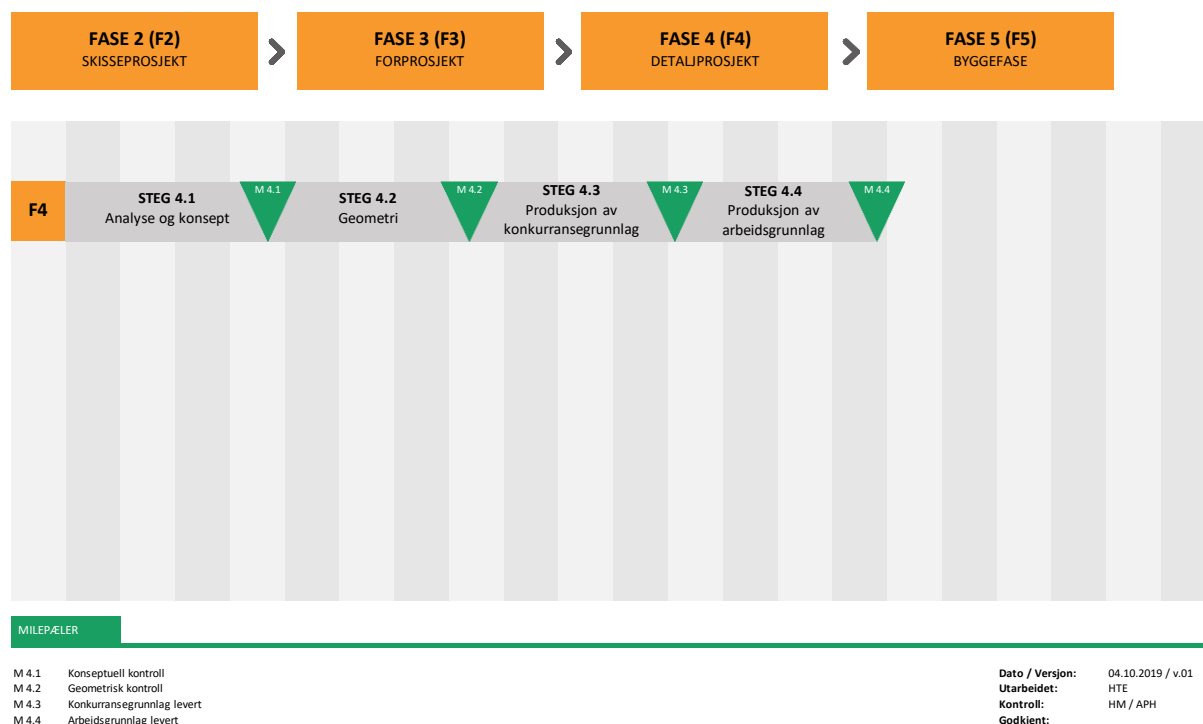 FASE 2 (F2)
SKISSEPROSJEKT
FASE 3 (F3)
FORPROSJEKT
FASE 4 (F4)
DETALJPROSJEKT
FASE 5 (F5)
BYGGEFASE
F4
STEG 4.1
Analyse og konsept
M 4.1
STEG 4.2
Geometri
M 4.2
STEG 4.3
Produksjon av
konkurransegrunnlag
M 4.3
STEG 4.4
Produksjon av
arbeidsgrunnlag
M 4.4
MILEPÆLER
M 4.1 Konseptuell kontroll
M 4.2 Geometrisk kontroll
M 4.3 Konkurransegrunnlag levert
M 4.4 Arbeidsgrunnlag levert
Dato / Versjon: 04.10.2019 / v.01
Utarbeidet: HTE
Kontroll: HM / APH
Godkjent: